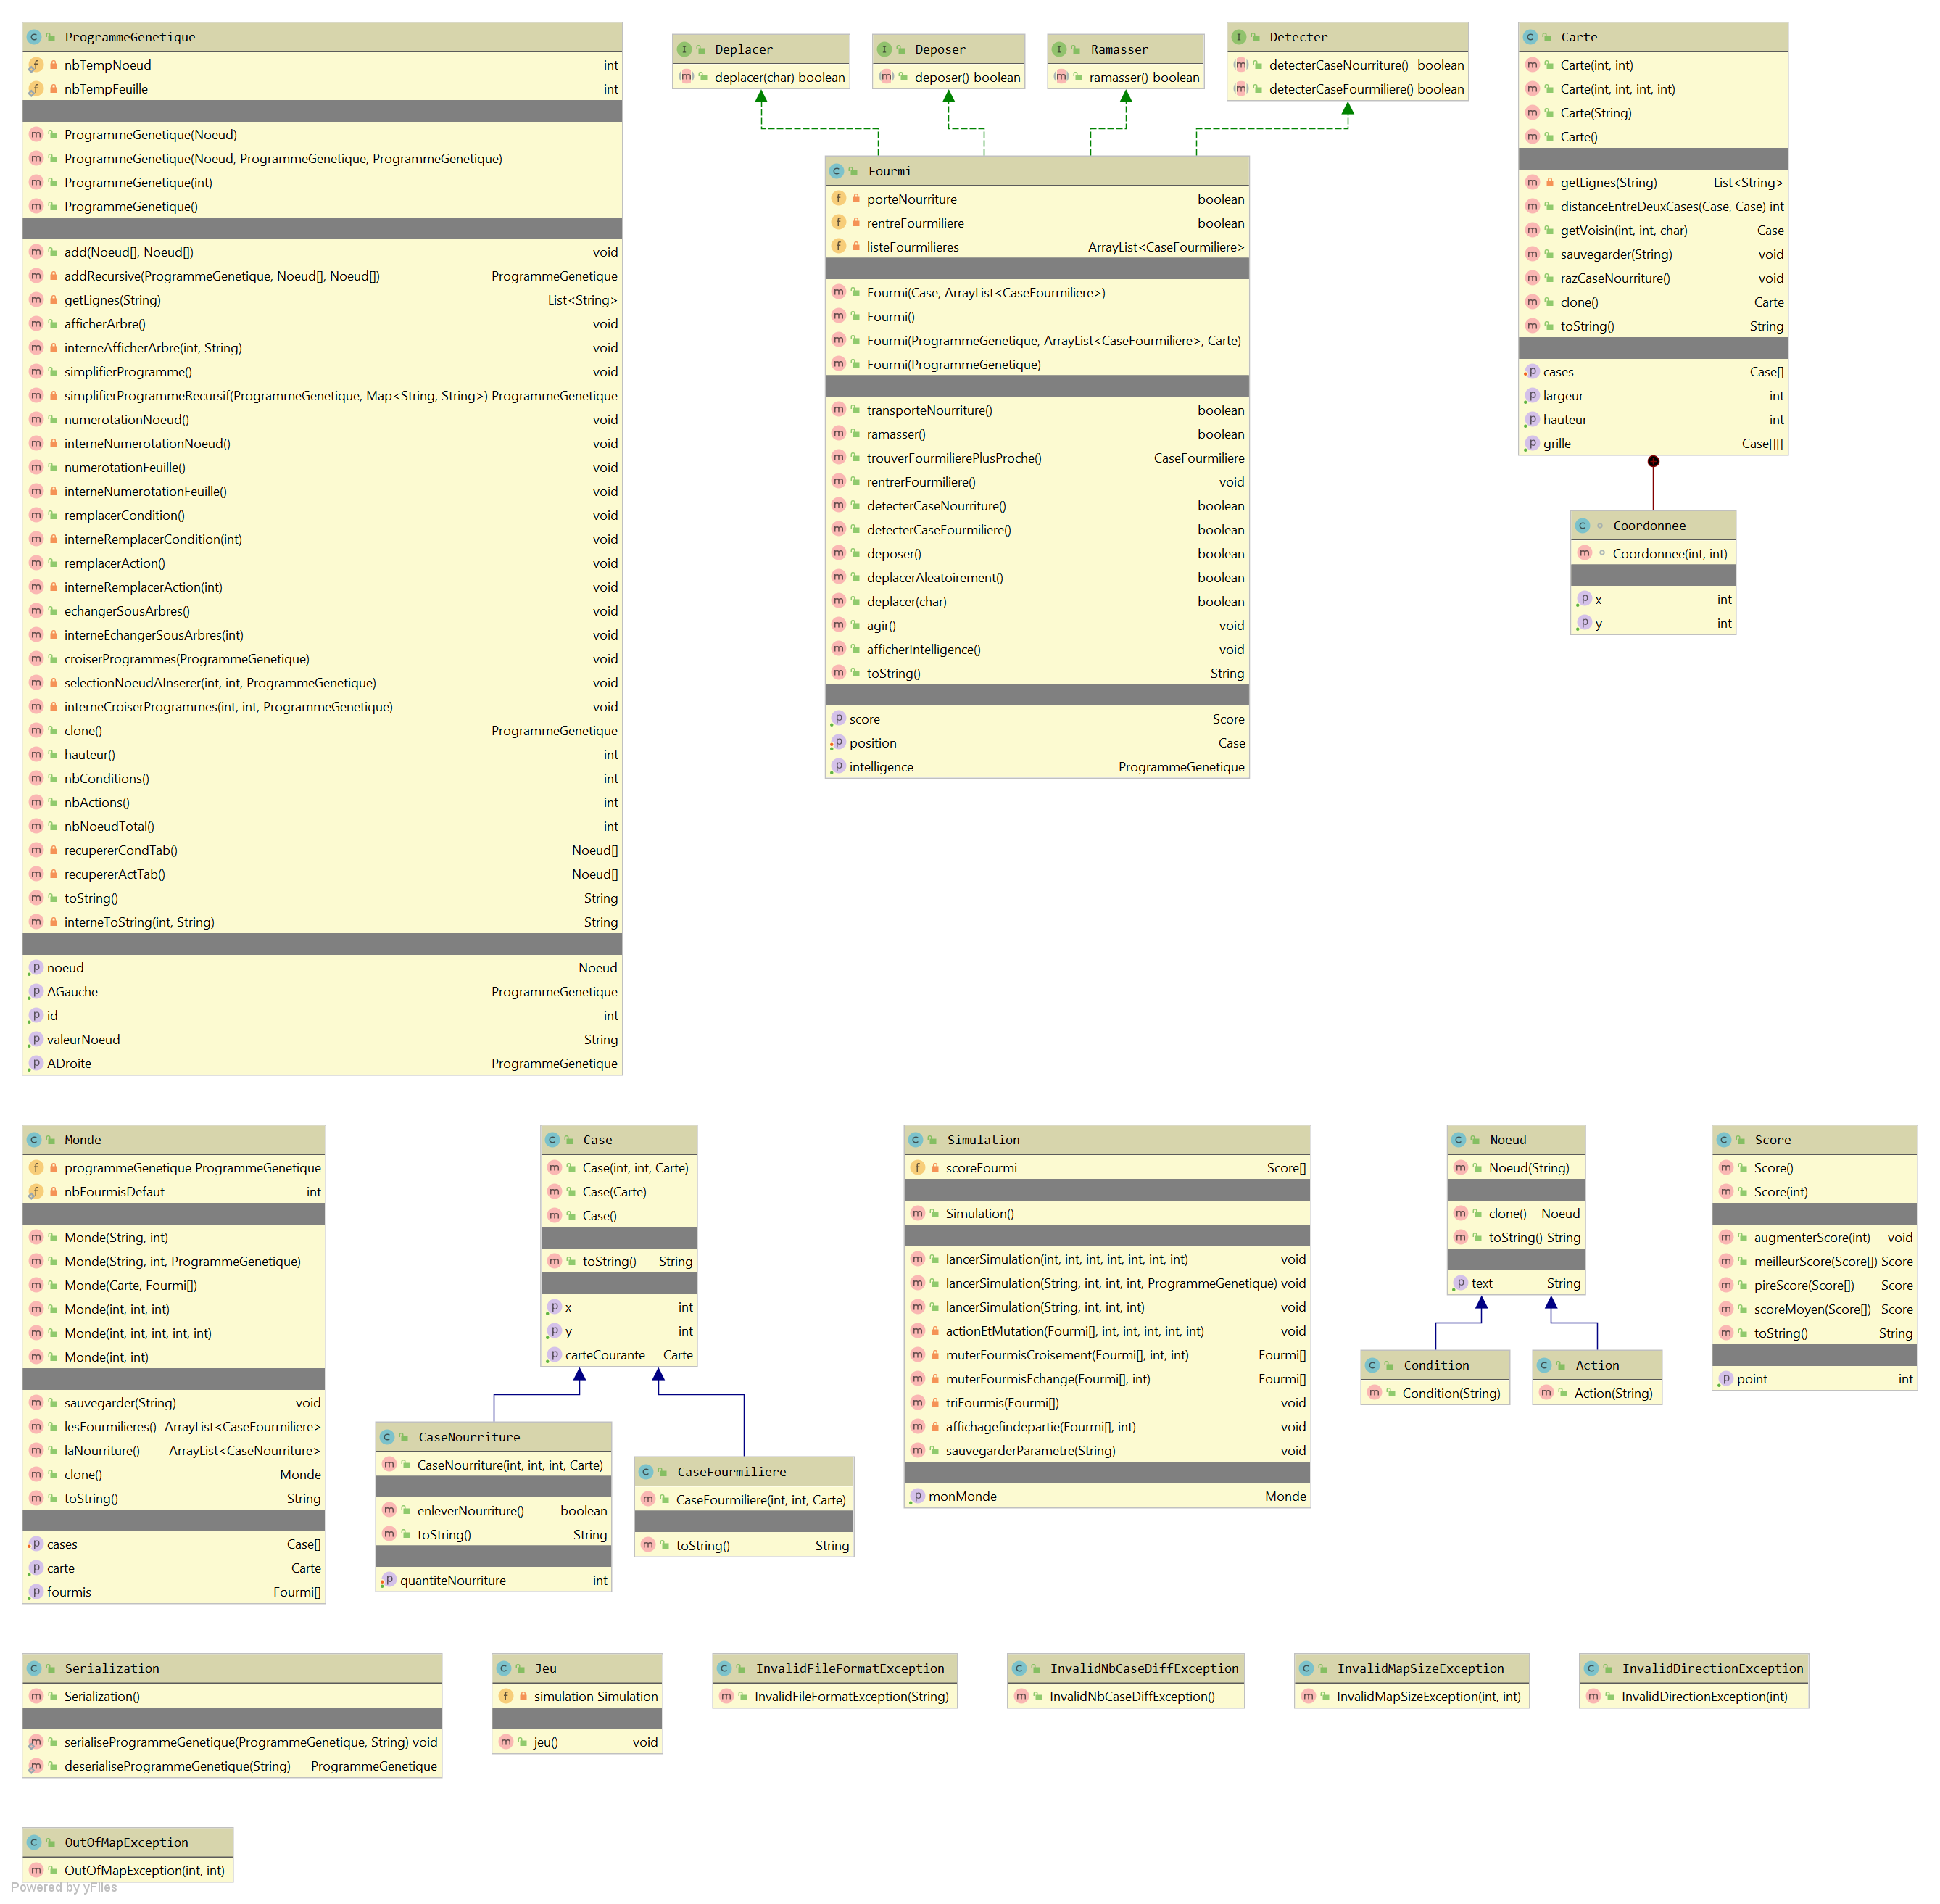 ProgrammeGenetique
nbTempNoeud int
nbTempFeuille int
ProgrammeGenetique(Noeud)
ProgrammeGenetique(Noeud, ProgrammeGenetique, ProgrammeGenetique)
ProgrammeGenetique(int)
ProgrammeGenetique()
add(Noeud[], Noeud[]) void
addRecursive(ProgrammeGenetique, Noeud[], Noeud[]) ProgrammeGenetique
getLignes(String) List<String>
afficherArbre() void
interneAfficherArbre(int, String) void
simplifierProgramme() void
simplifierProgrammeRecursif(ProgrammeGenetique, Map<String, String>) ProgrammeGenetique
numerotationNoeud() void
interneNumerotationNoeud() void
numerotationFeuille() void
interneNumerotationFeuille() void
remplacerCondition() void
interneRemplacerCondition(int) void
remplacerAction() void
interneRemplacerAction(int) void
echangerSousArbres() void
interneEchangerSousArbres(int) void
croiserProgrammes(ProgrammeGenetique) void
selectionNoeudAInserer(int, int, ProgrammeGenetique) void
interneCroiserProgrammes(int, int, ProgrammeGenetique) void
clone() ProgrammeGenetique
hauteur() int
nbConditions() int
nbActions() int
nbNoeudTotal() int
recupererCondTab() Noeud[]
recupererActTab() Noeud[]
toString() String
interneToString(int, String) String
noeud Noeud
AGauche ProgrammeGenetique
id int
valeurNoeud String
ADroite ProgrammeGenetique
Deplacer
deplacer(char) boolean
Deposer
deposer() boolean
Ramasser
ramasser() boolean
Detecter
detecterCaseNourriture() boolean
detecterCaseFourmiliere() boolean
Fourmi
porteNourriture boolean
rentreFourmiliere boolean
listeFourmilieres ArrayList<CaseFourmiliere>
Fourmi(Case, ArrayList<CaseFourmiliere>)
Fourmi()
Fourmi(ProgrammeGenetique, ArrayList<CaseFourmiliere>, Carte)
Fourmi(ProgrammeGenetique)
transporteNourriture() boolean
ramasser() boolean
trouverFourmilierePlusProche() CaseFourmiliere
rentrerFourmiliere() void
detecterCaseNourriture() boolean
detecterCaseFourmiliere() boolean
deposer() boolean
deplacerAleatoirement() boolean
deplacer(char) boolean
agir() void
afficherIntelligence() void
toString() String
score Score
position Case
intelligence ProgrammeGenetique
Carte
Carte(int, int)
Carte(int, int, int, int)
Carte(String)
Carte()
getLignes(String) List<String>
distanceEntreDeuxCases(Case, Case) int
getVoisin(int, int, char) Case
sauvegarder(String) void
razCaseNourriture() void
clone() Carte
toString() String
cases Case[]
largeur int
hauteur int
grille Case[][]
Coordonnee
Coordonnee(int, int)
x int
y int
Monde
programmeGenetique ProgrammeGenetique
nbFourmisDefaut int
Monde(String, int)
Monde(String, int, ProgrammeGenetique)
Monde(Carte, Fourmi[])
Monde(int, int, int)
Monde(int, int, int, int, int)
Monde(int, int)
sauvegarder(String) void
lesFourmilieres() ArrayList<CaseFourmiliere>
laNourriture() ArrayList<CaseNourriture>
clone() Monde
toString() String
cases Case[]
carte Carte
fourmis Fourmi[]
Case
Case(int, int, Carte)
Case(Carte)
Case()
toString() String
x int
y int
carteCourante Carte
CaseNourriture
CaseNourriture(int, int, int, Carte)
enleverNourriture() boolean
toString() String
quantiteNourriture int
CaseFourmiliere
CaseFourmiliere(int, int, Carte)
toString() String
Simulation
scoreFourmi Score[]
Simulation()
lancerSimulation(int, int, int, int, int, int, int) void
lancerSimulation(String, int, int, int, ProgrammeGenetique) void
lancerSimulation(String, int, int, int) void
actionEtMutation(Fourmi[], int, int, int, int, int) void
muterFourmisCroisement(Fourmi[], int, int) Fourmi[]
muterFourmisEchange(Fourmi[], int) Fourmi[]
triFourmis(Fourmi[]) void
affichagefindepartie(Fourmi[], int) void
sauvegarderParametre(String) void
monMonde Monde
Noeud
Noeud(String)
clone() Noeud
toString() String
text String
Condition
Condition(String)
Action
Action(String)
Score
Score()
Score(int)
augmenterScore(int) void
meilleurScore(Score[]) Score
pireScore(Score[]) Score
scoreMoyen(Score[]) Score
toString() String
point int
Serialization
Serialization()
serialiseProgrammeGenetique(ProgrammeGenetique, String) void
deserialiseProgrammeGenetique(String) ProgrammeGenetique
Jeu
simulation Simulation
jeu() void
InvalidFileFormatException
InvalidFileFormatException(String)
InvalidNbCaseDiffException
InvalidNbCaseDiffException()
InvalidMapSizeException
InvalidMapSizeException(int, int)
InvalidDirectionException
InvalidDirectionException(int)
OutOfMapException
OutOfMapException(int, int)
Powered by yFiles